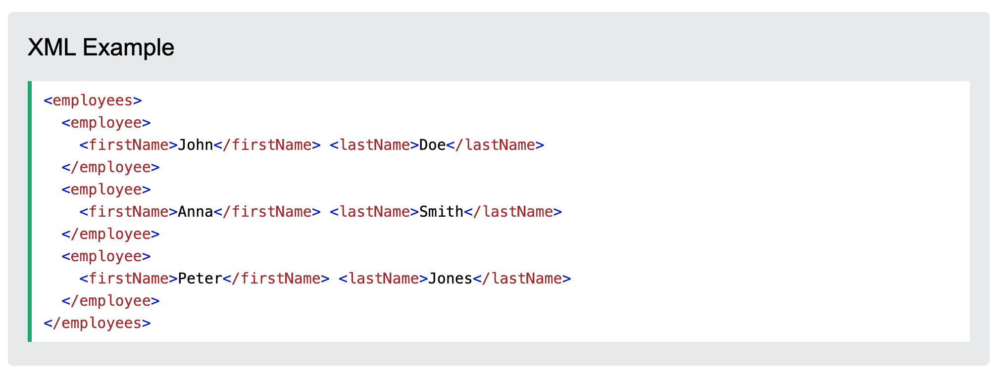 XML Example
<employees>
  <employee>
    <firstName>John</firstName> <lastName>Doe</lastName>
  </employee>
  <employee>
    <firstName>Anna</firstName> <lastName>Smith</lastName>
  </employee>
  <employee>
    <firstName>Peter</firstName> <lastName>Jones</lastName>
  </employee>
</employees>